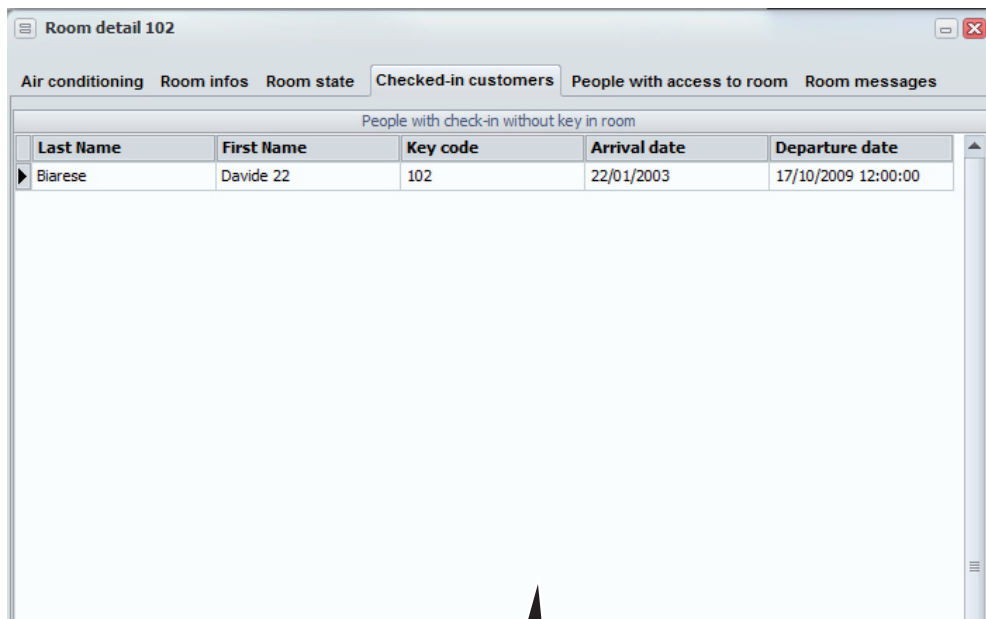 Room detail 102
Air conditioning Room infos Room state Checked-in customers People with access to room Room messages
People with check-in without key in room
Last Name First Name Key code Arrival date Departure date
Biarese Davide 22 102 22/01/2003 17/10/2009 12:00:00